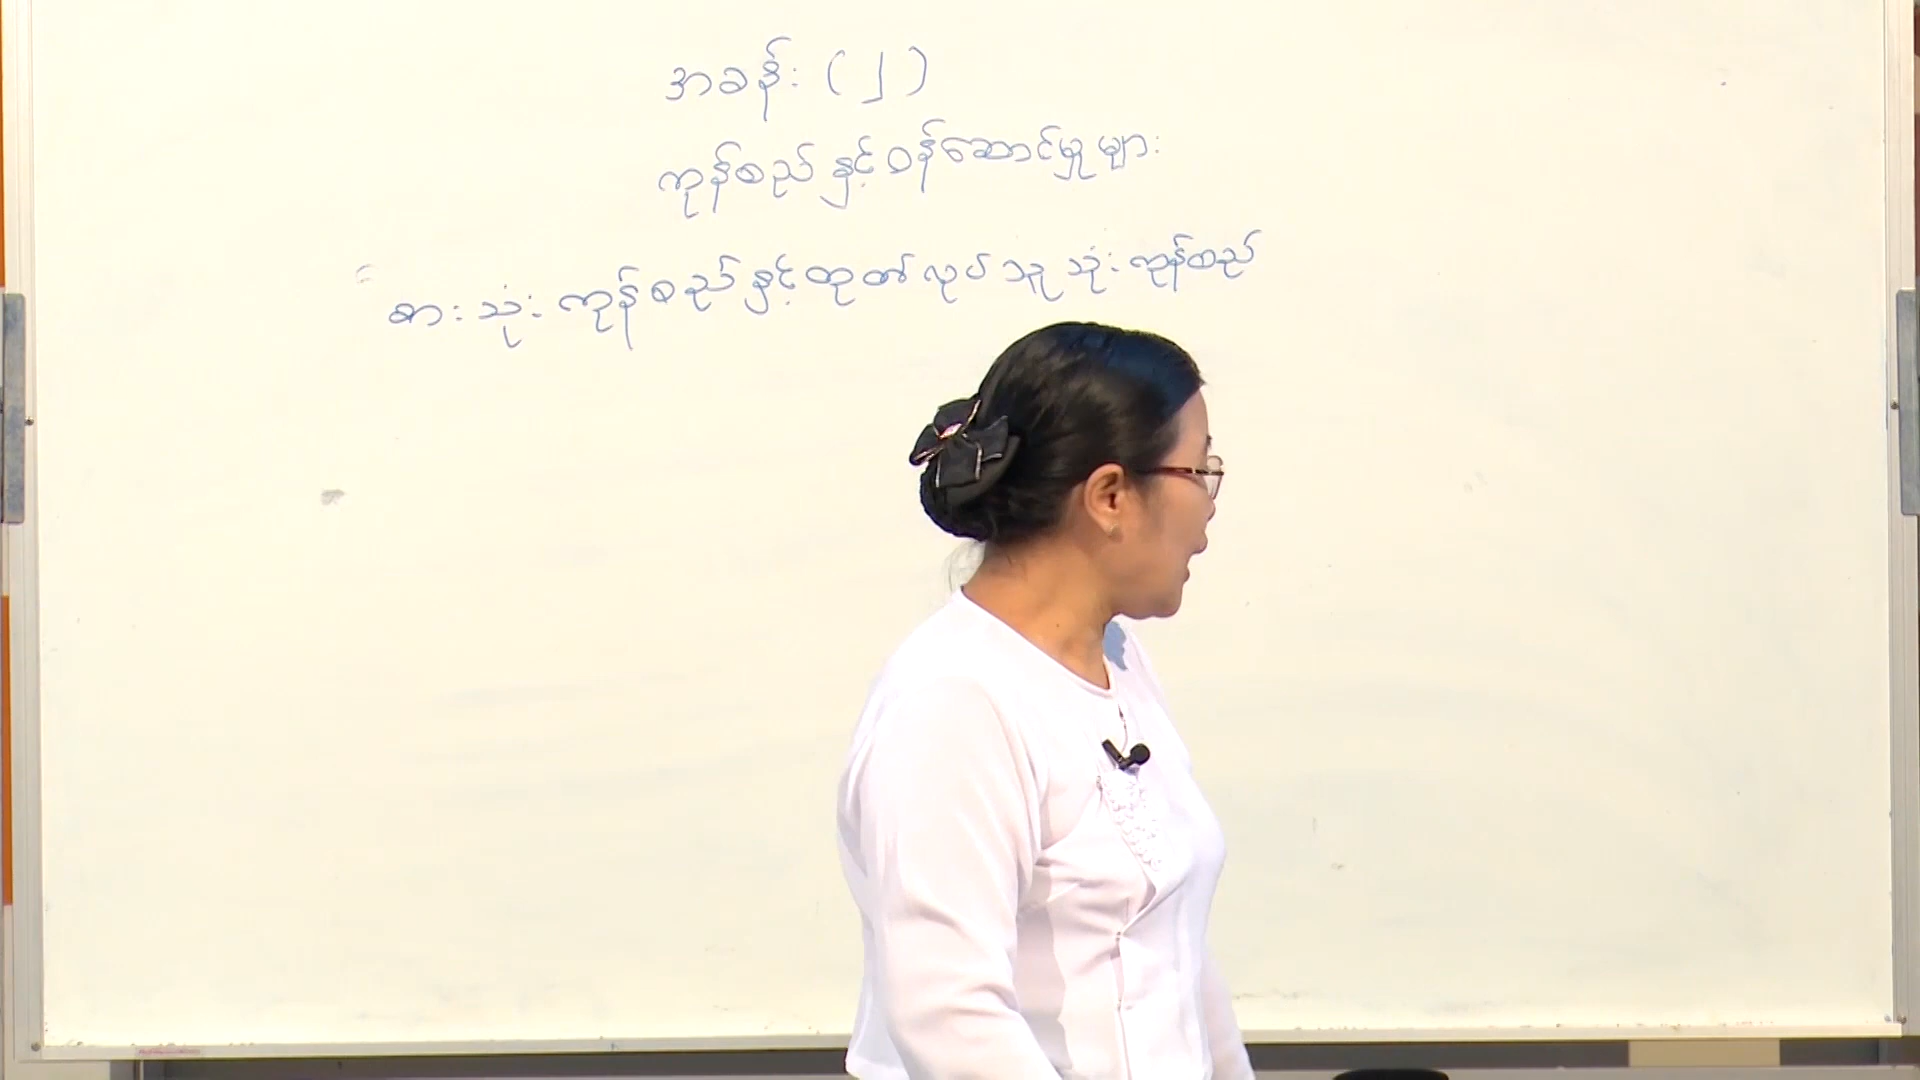 အခန်း (၂)
ကုန်စည်နှင့်ဝန်ဆောင်မှုများ
စားသုံးကုန်စည်နှင့်ထုတ်လုပ်သူသုံးကုန်စည်